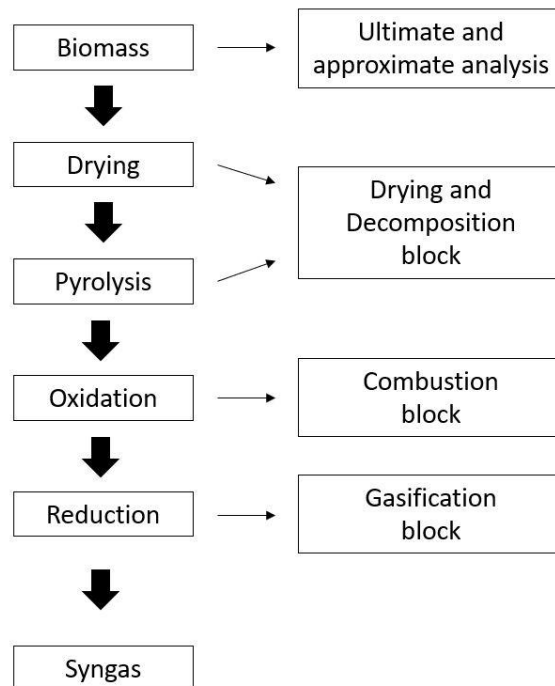 Biomass
Ultimate and
approximate analysis
Drying
Drying and
Decomposition
block
Pyrolysis
Oxidation
Combustion
block
Reduction
Gasification
block
Syngas